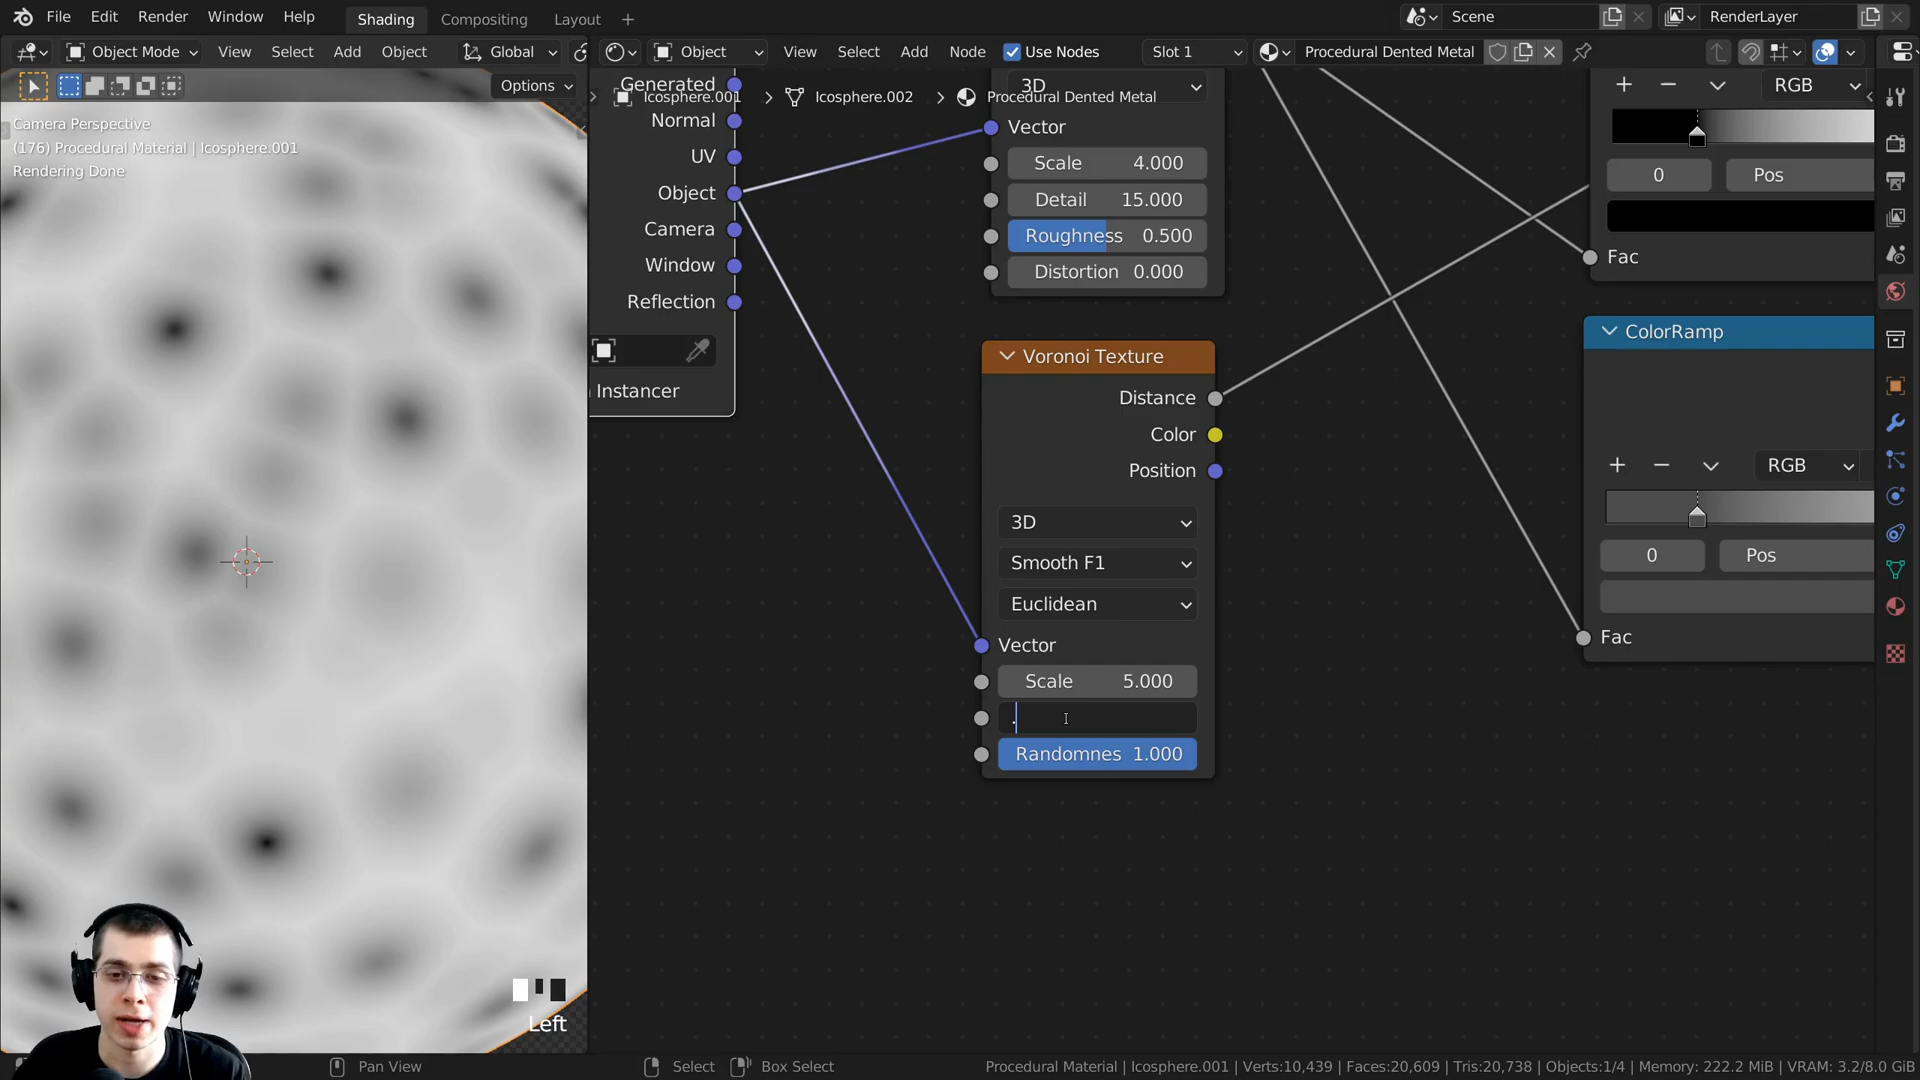 File Edit Render Window Help Shading Compositing Layout + Scene RenderLayer
Object Mode View Select Add Object Global Object View Select Add Node Use Nodes Slot 1 Procedural Dented Metal
Options
Icosphere.001 > Icosphere.002 > Procedural Dented Metal
Camera Perspective
(176) Procedural Material | Icosphere.001
Rendering Done
Generated
Normal
UV
Object
Camera
Window
Reflection
Instancer
3D
Vector
Scale 4.000
Detail 15.000
Roughness 0.500
Distortion 0.000
Voronoi Texture
Distance
Color
Position
3D
Smooth F1
Euclidean
Vector
Scale 5.000
.
Randomnes 1.000
+ − RGB
0 Pos
Fac
ColorRamp
+ − RGB
0 Pos
Fac
Left
Pan View Select Box Select Procedural Material | Icosphere.001 | Verts:10,439 | Faces:20,609 | Tris:20,738 | Objects:1/4 | Memory: 222.2 MiB | VRAM: 3.2/8.0 GiB